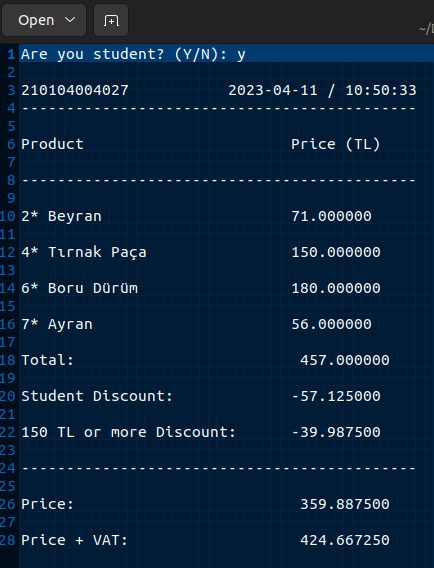 Open
~/D
1 Are you student? (Y/N): y
2
3 210104004027 2023-04-11 / 10:50:33
4 --------------------------------------------
5
6 Product Price (TL)
7
8 --------------------------------------------
9
10 2* Beyran 71.000000
11
12 4* Tırnak Paça 150.000000
13
14 6* Boru Dürüm 180.000000
15
16 7* Ayran 56.000000
17
18 Total: 457.000000
19
20 Student Discount: -57.125000
21
22 150 TL or more Discount: -39.987500
23
24 --------------------------------------------
25
26 Price: 359.887500
27
28 Price + VAT: 424.667250